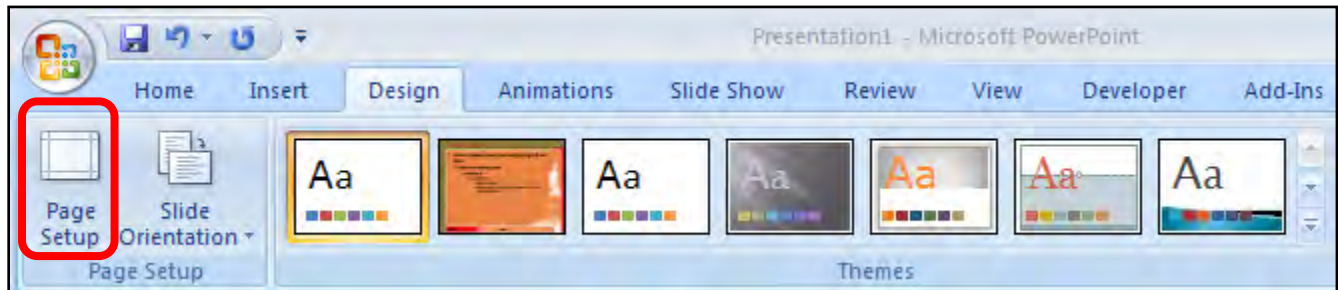 Presentation1 - Microsoft PowerPoint
Home Insert Design Animations Slide Show Review View Developer Add-Ins
Aa Aa Aa Aa Aa Aa
Page Setup
Slide Orientation
Page Setup Themes